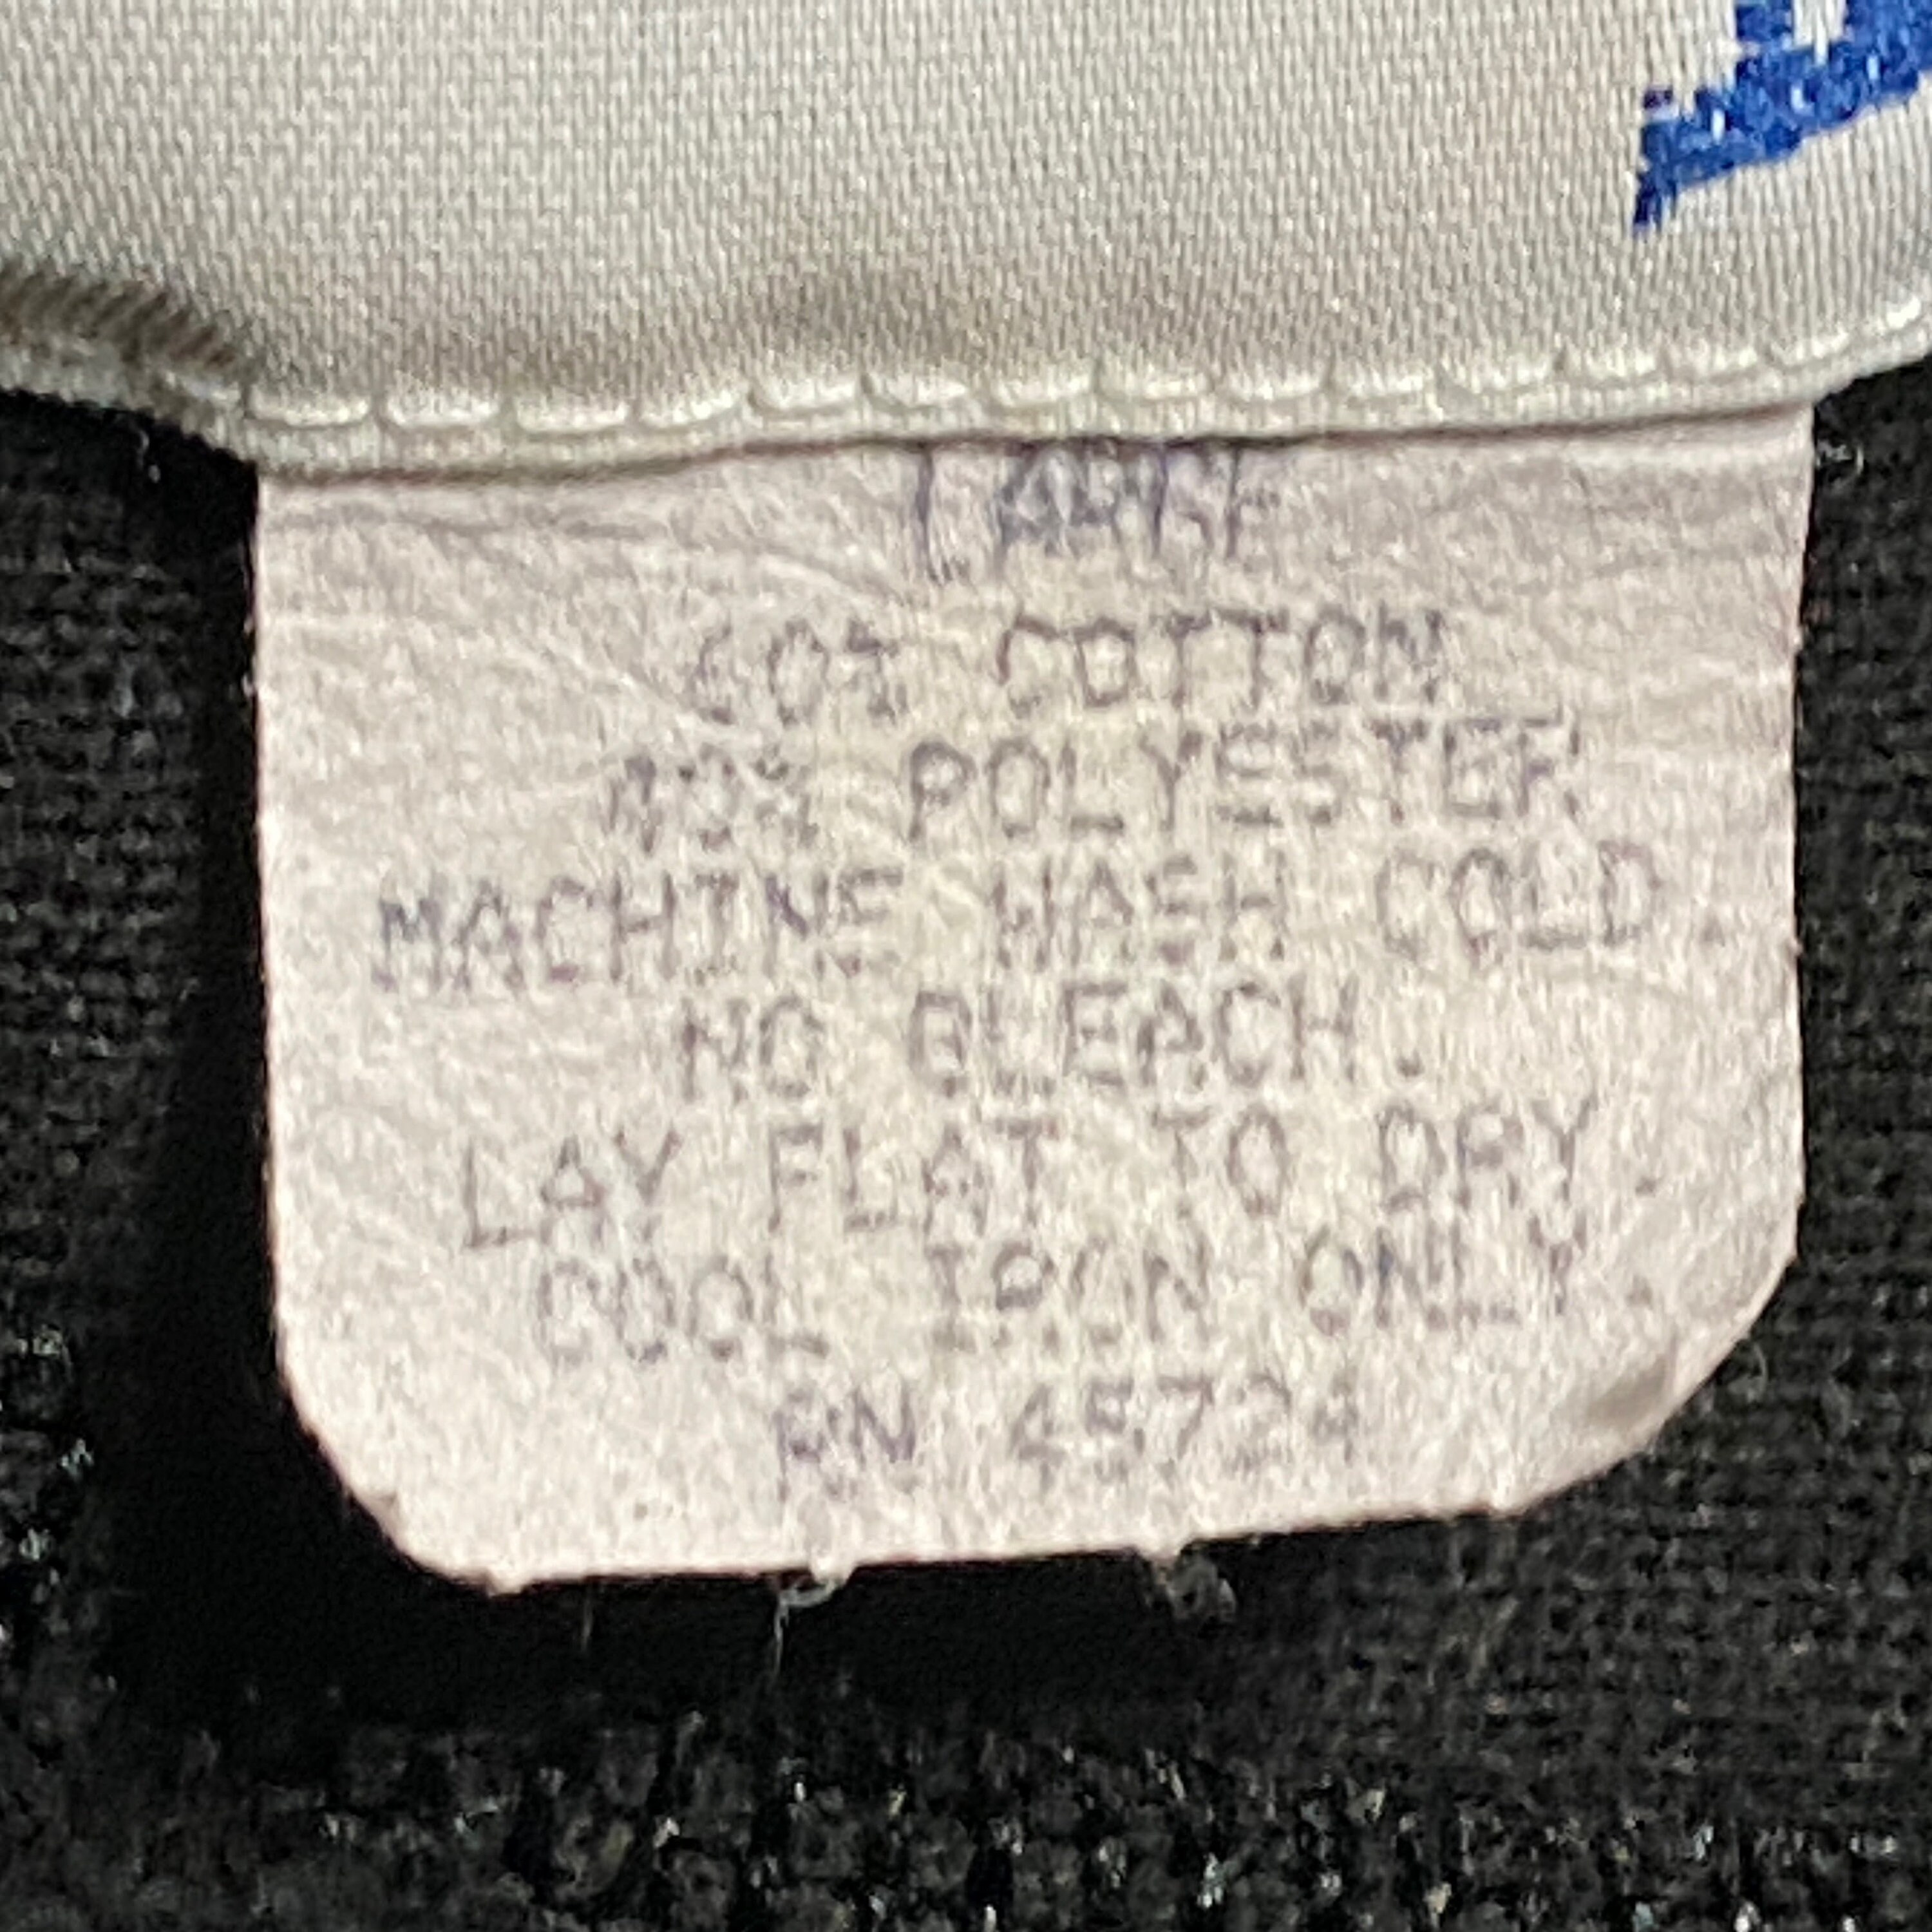 LARGE
60% COTTON
40% POLYESTER
MACHINE WASH COLD.
NO BLEACH.
LAY FLAT TO DRY.
COOL IRON ONLY.
RN 45724